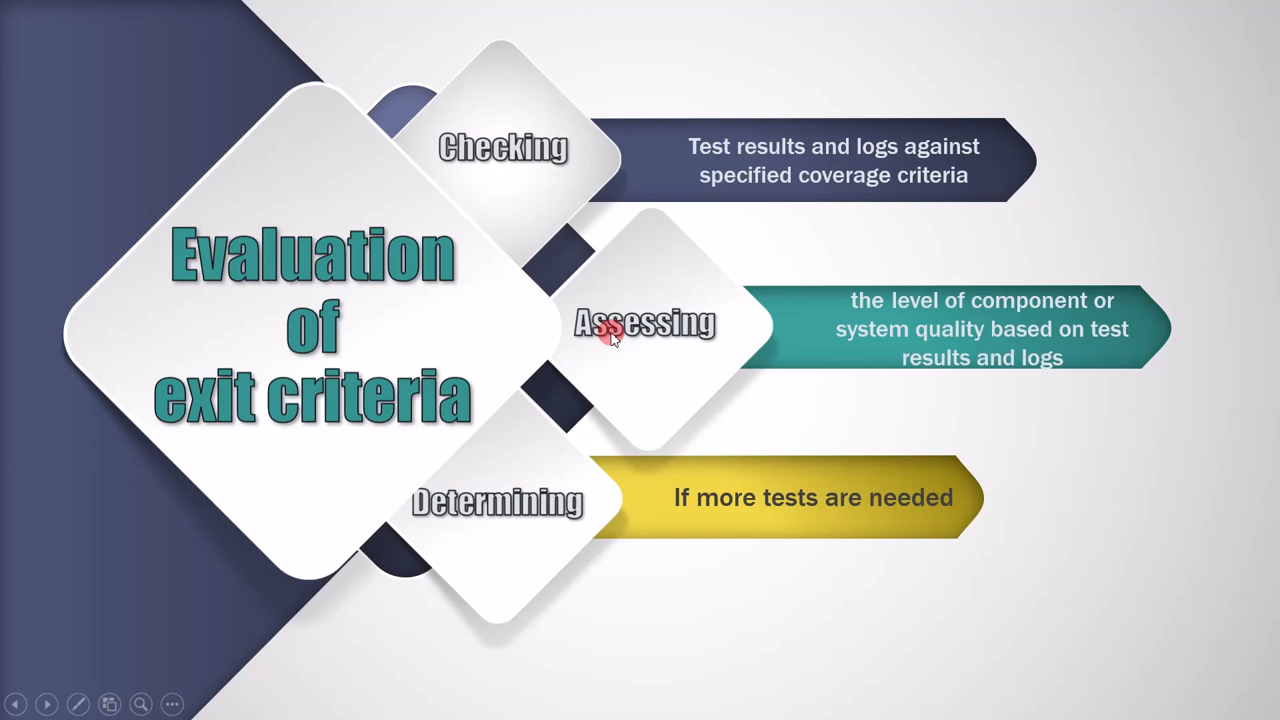 Evaluation
of
exit criteria
Checking
Test results and logs against
specified coverage criteria
Assessing
the level of component or
system quality based on test
results and logs
Determining
If more tests are needed